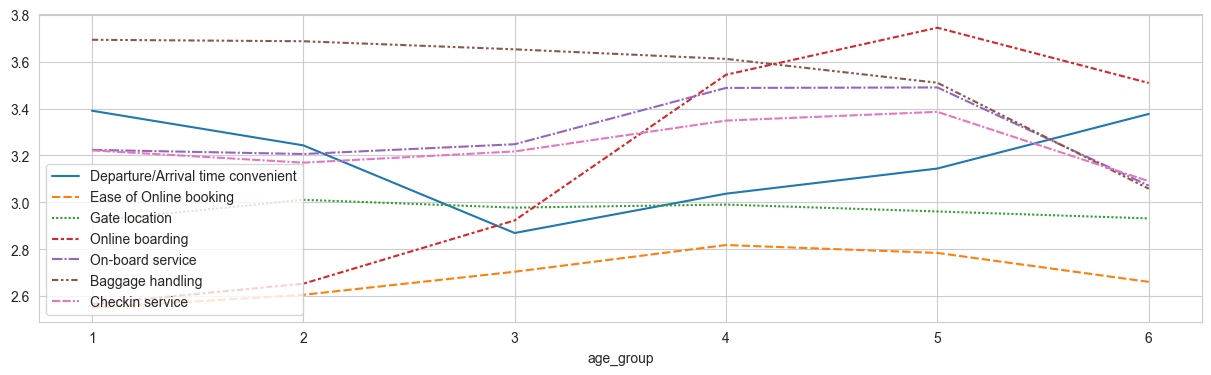 3.8
3.6
3.4
3.2
3.0
2.8
2.6
Departure/Arrival time convenient
Ease of Online booking
Gate location
Online boarding
On-board service
Baggage handling
Checkin service
1 2 3 4 5 6
age_group